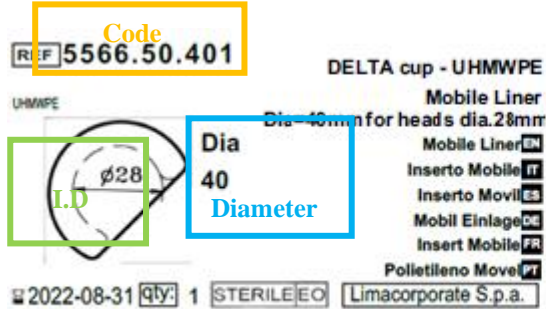 Code
REF 5566.50.401
DELTA cup - UHMWPE
UHMWPE
Mobile Liner
Dia=40mm for heads dia.28mm
Dia
40
Diameter
ø28
I.D
Mobile Liner EN
Inserto Mobile IT
Inserto Movil ES
Mobil Einlage DE
Insert Mobile FR
Polietileno Movel PT
2022-08-31 qty: 1 STERILE EO Limacorporate S.p.a.